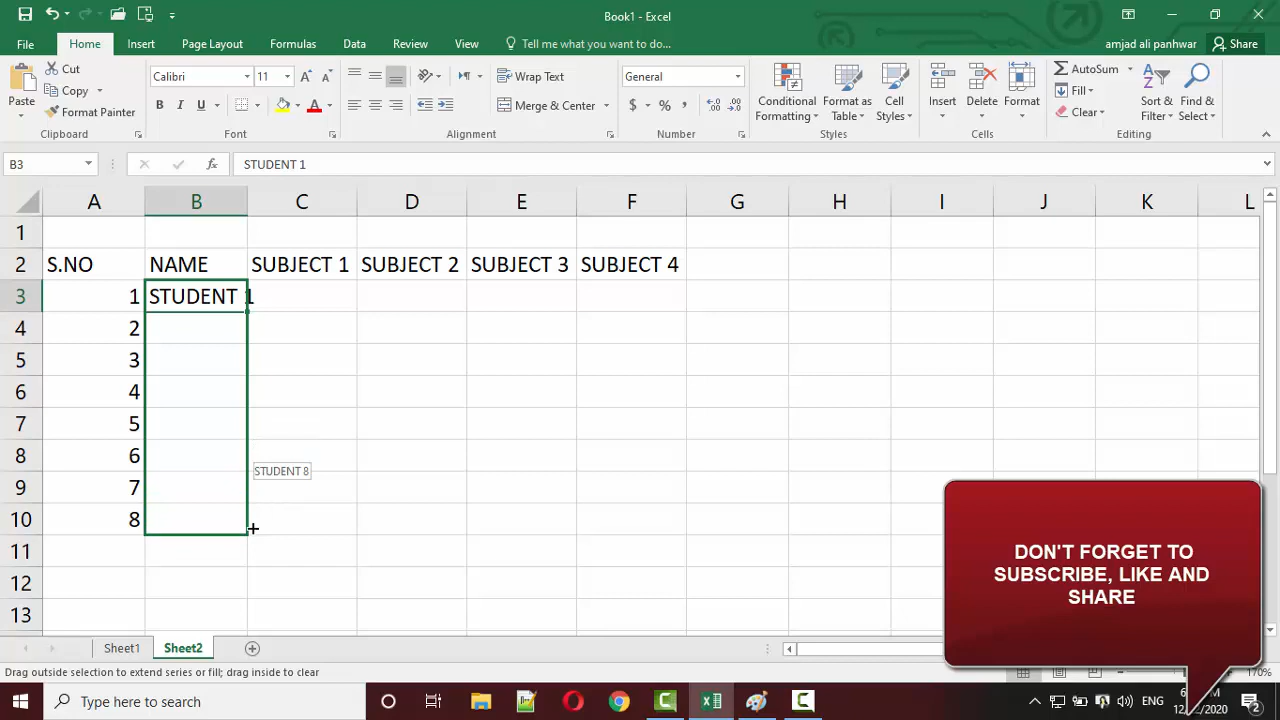 Book1 - Excel
File Home Insert Page Layout Formulas Data Review View Tell me what you want to do... amjad ali panhwar Share
Paste Cut Copy Format Painter Clipboard
Calibri 11 B I U A Font
Wrap Text Merge & Center Alignment
General $ % , Number
Conditional Formatting Format as Table Cell Styles Styles
Insert Delete Format Cells
AutoSum Fill Clear Sort & Filter Find & Select Editing
B3 fx STUDENT 1
A B C D E F G H I J K L
1
2 S.NO NAME SUBJECT 1 SUBJECT 2 SUBJECT 3 SUBJECT 4
3 1 STUDENT 1
4 2
5 3
6 4
7 5
8 6
STUDENT 8
9 7
10 8
11
12
13
DON'T FORGET TO
SUBSCRIBE, LIKE AND
SHARE
Sheet1 Sheet2
Drag outside selection to extend series or fill; drag inside to clear 170%
Type here to search ENG